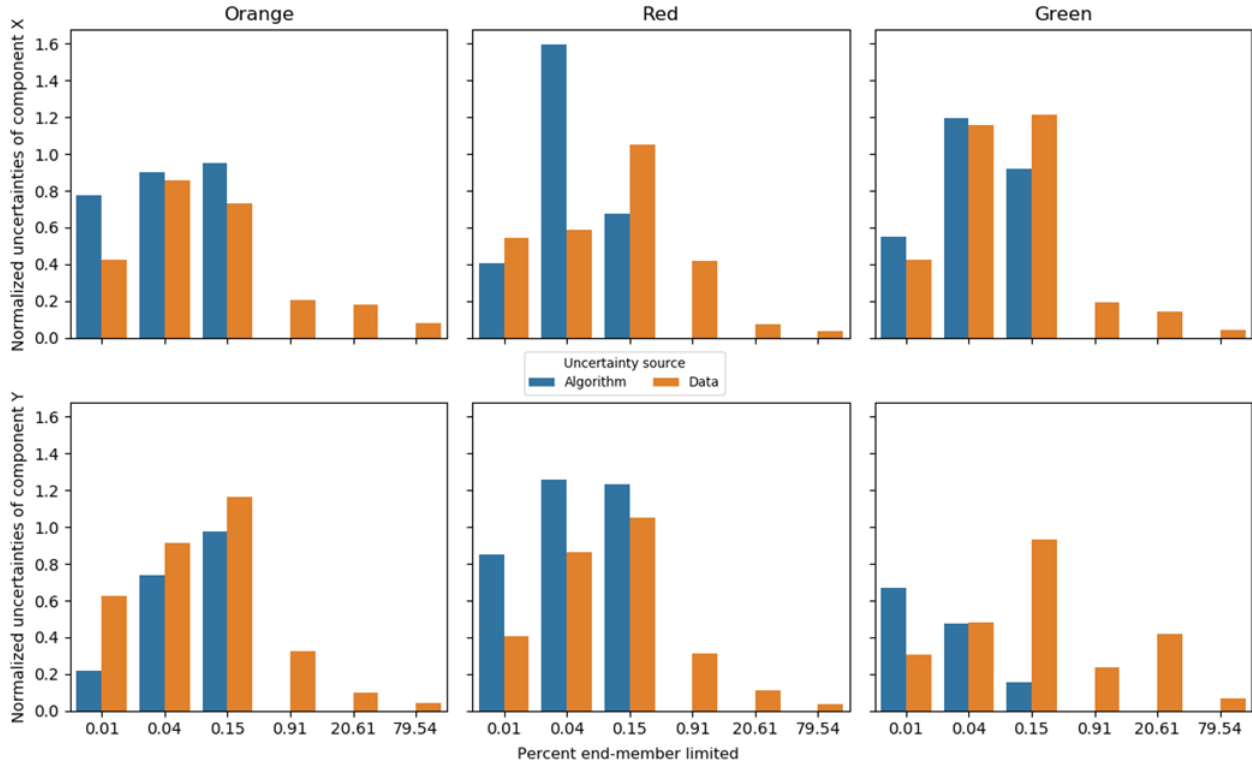 Orange Red Green
Normalized uncertainties of component X
1.6
1.4
1.2
1.0
0.8
0.6
0.4
0.2
0.0
Uncertainty source
Algorithm Data
Normalized uncertainties of component Y
1.6
1.4
1.2
1.0
0.8
0.6
0.4
0.2
0.0
0.01 0.04 0.15 0.91 20.61 79.54 0.01 0.04 0.15 0.91 20.61 79.54 0.01 0.04 0.15 0.91 20.61 79.54
Percent end-member limited